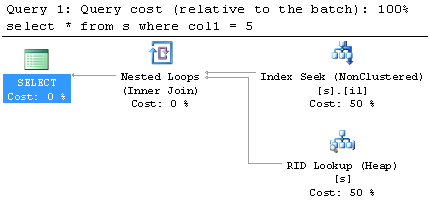 Query 1: Query cost (relative to the batch): 100%
select * from s where col1 = 5
SELECT
Cost: 0 %
Nested Loops
(Inner Join)
Cost: 0 %
Index Seek (NonClustered)
[s].[il]
Cost: 50 %
RID Lookup (Heap)
[s]
Cost: 50 %